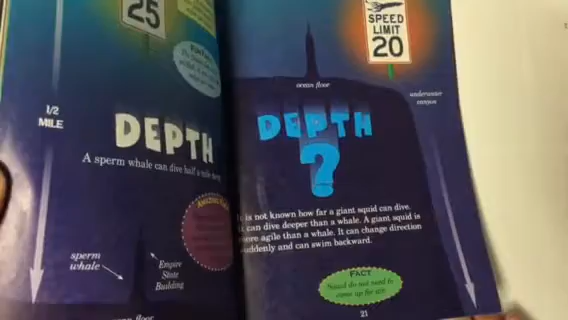 25
1/2
MILE
DEPTH
A sperm whale can dive half a mile
sperm
whale
Empire
State
Building
floor
SPEED
LIMIT
20
ocean floor
underwater
canyon
DEPTH
?
It is not known how far a giant squid can dive.
It can dive deeper than a whale. A giant squid is
more agile than a whale. It can change direction
suddenly and can swim backward.
FACT
Squid do not need to
come up for air.
21